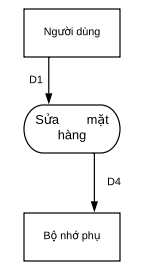 Người dùng
D1
Sửa mặt
hàng
D4
Bộ nhớ phụ